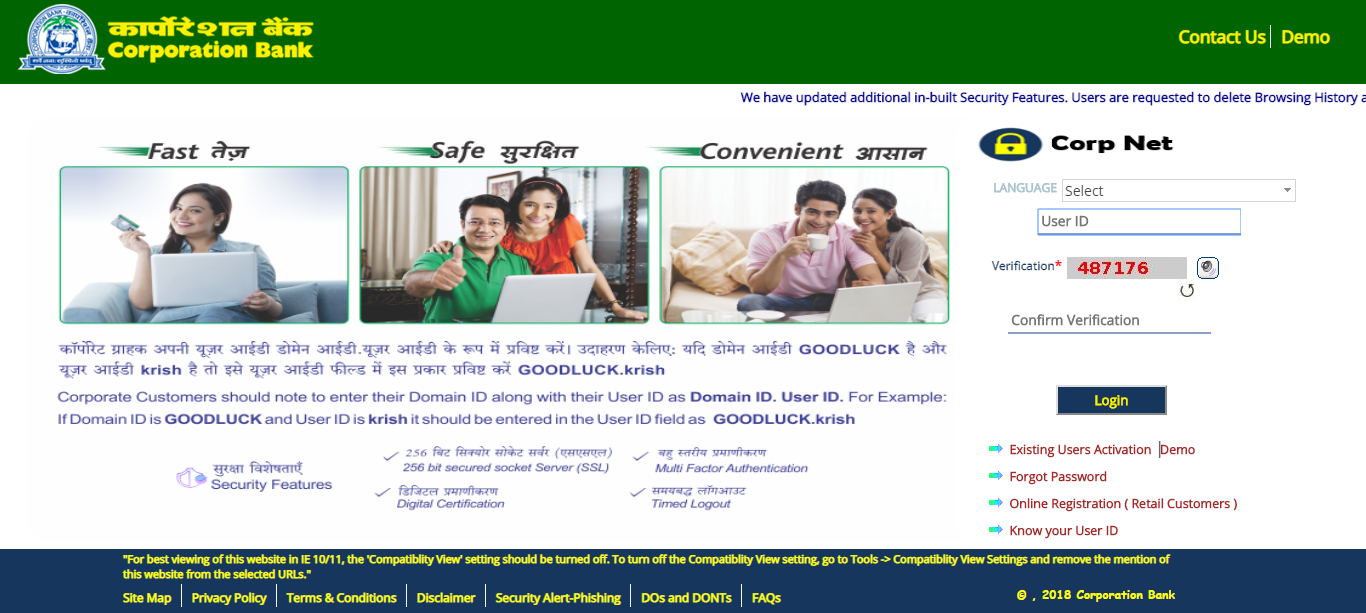 कार्पोरेशन बैंक
Corporation Bank
Contact Us
Demo
We have updated additional in-built Security Features. Users are requested to delete Browsing History a
Fast तेज़
Safe सुरक्षित
Convenient आसान
Corp Net
LANGUAGE Select
User ID
Verification* 487176
Confirm Verification
Login
Existing Users Activation Demo
Forgot Password
Online Registration ( Retail Customers )
Know your User ID
कॉर्पोरेट ग्राहक अपनी यूज़र आईडी डोमेन आईडी.यूज़र आईडी के रूप में प्रविष्ट करें। उदाहरण केलिए: यदि डोमेन आईडी GOODLUCK है और
यूज़र आईडी krish है तो इसे यूज़र आईडी फील्ड में इस प्रकार प्रविष्ट करें GOODLUCK.krish
Corporate Customers should note to enter their Domain ID along with their User ID as Domain ID. User ID. For Example:
If Domain ID is GOODLUCK and User ID is krish it should be entered in the User ID field as GOODLUCK.krish
सुरक्षा विशेषताएँ
Security Features
256 बिट सिक्योर सोकेट सर्वर (एसएसएल)
256 bit secured socket Server (SSL)
बहु स्तरीय प्रमाणीकरण
Multi Factor Authentication
डिजिटल प्रमाणीकरण
Digital Certification
समयबद्ध लॉगआउट
Timed Logout
"For best viewing of this website in IE 10/11, the 'Compatiblity View' setting should be turned off. To turn off the Compatiblity View setting, go to Tools -> Compatiblity View Settings and remove the mention of
this website from the selected URLs."
Site Map
Privacy Policy
Terms & Conditions
Disclaimer
Security Alert-Phishing
DOs and DONTs
FAQs
© , 2018 Corporation Bank